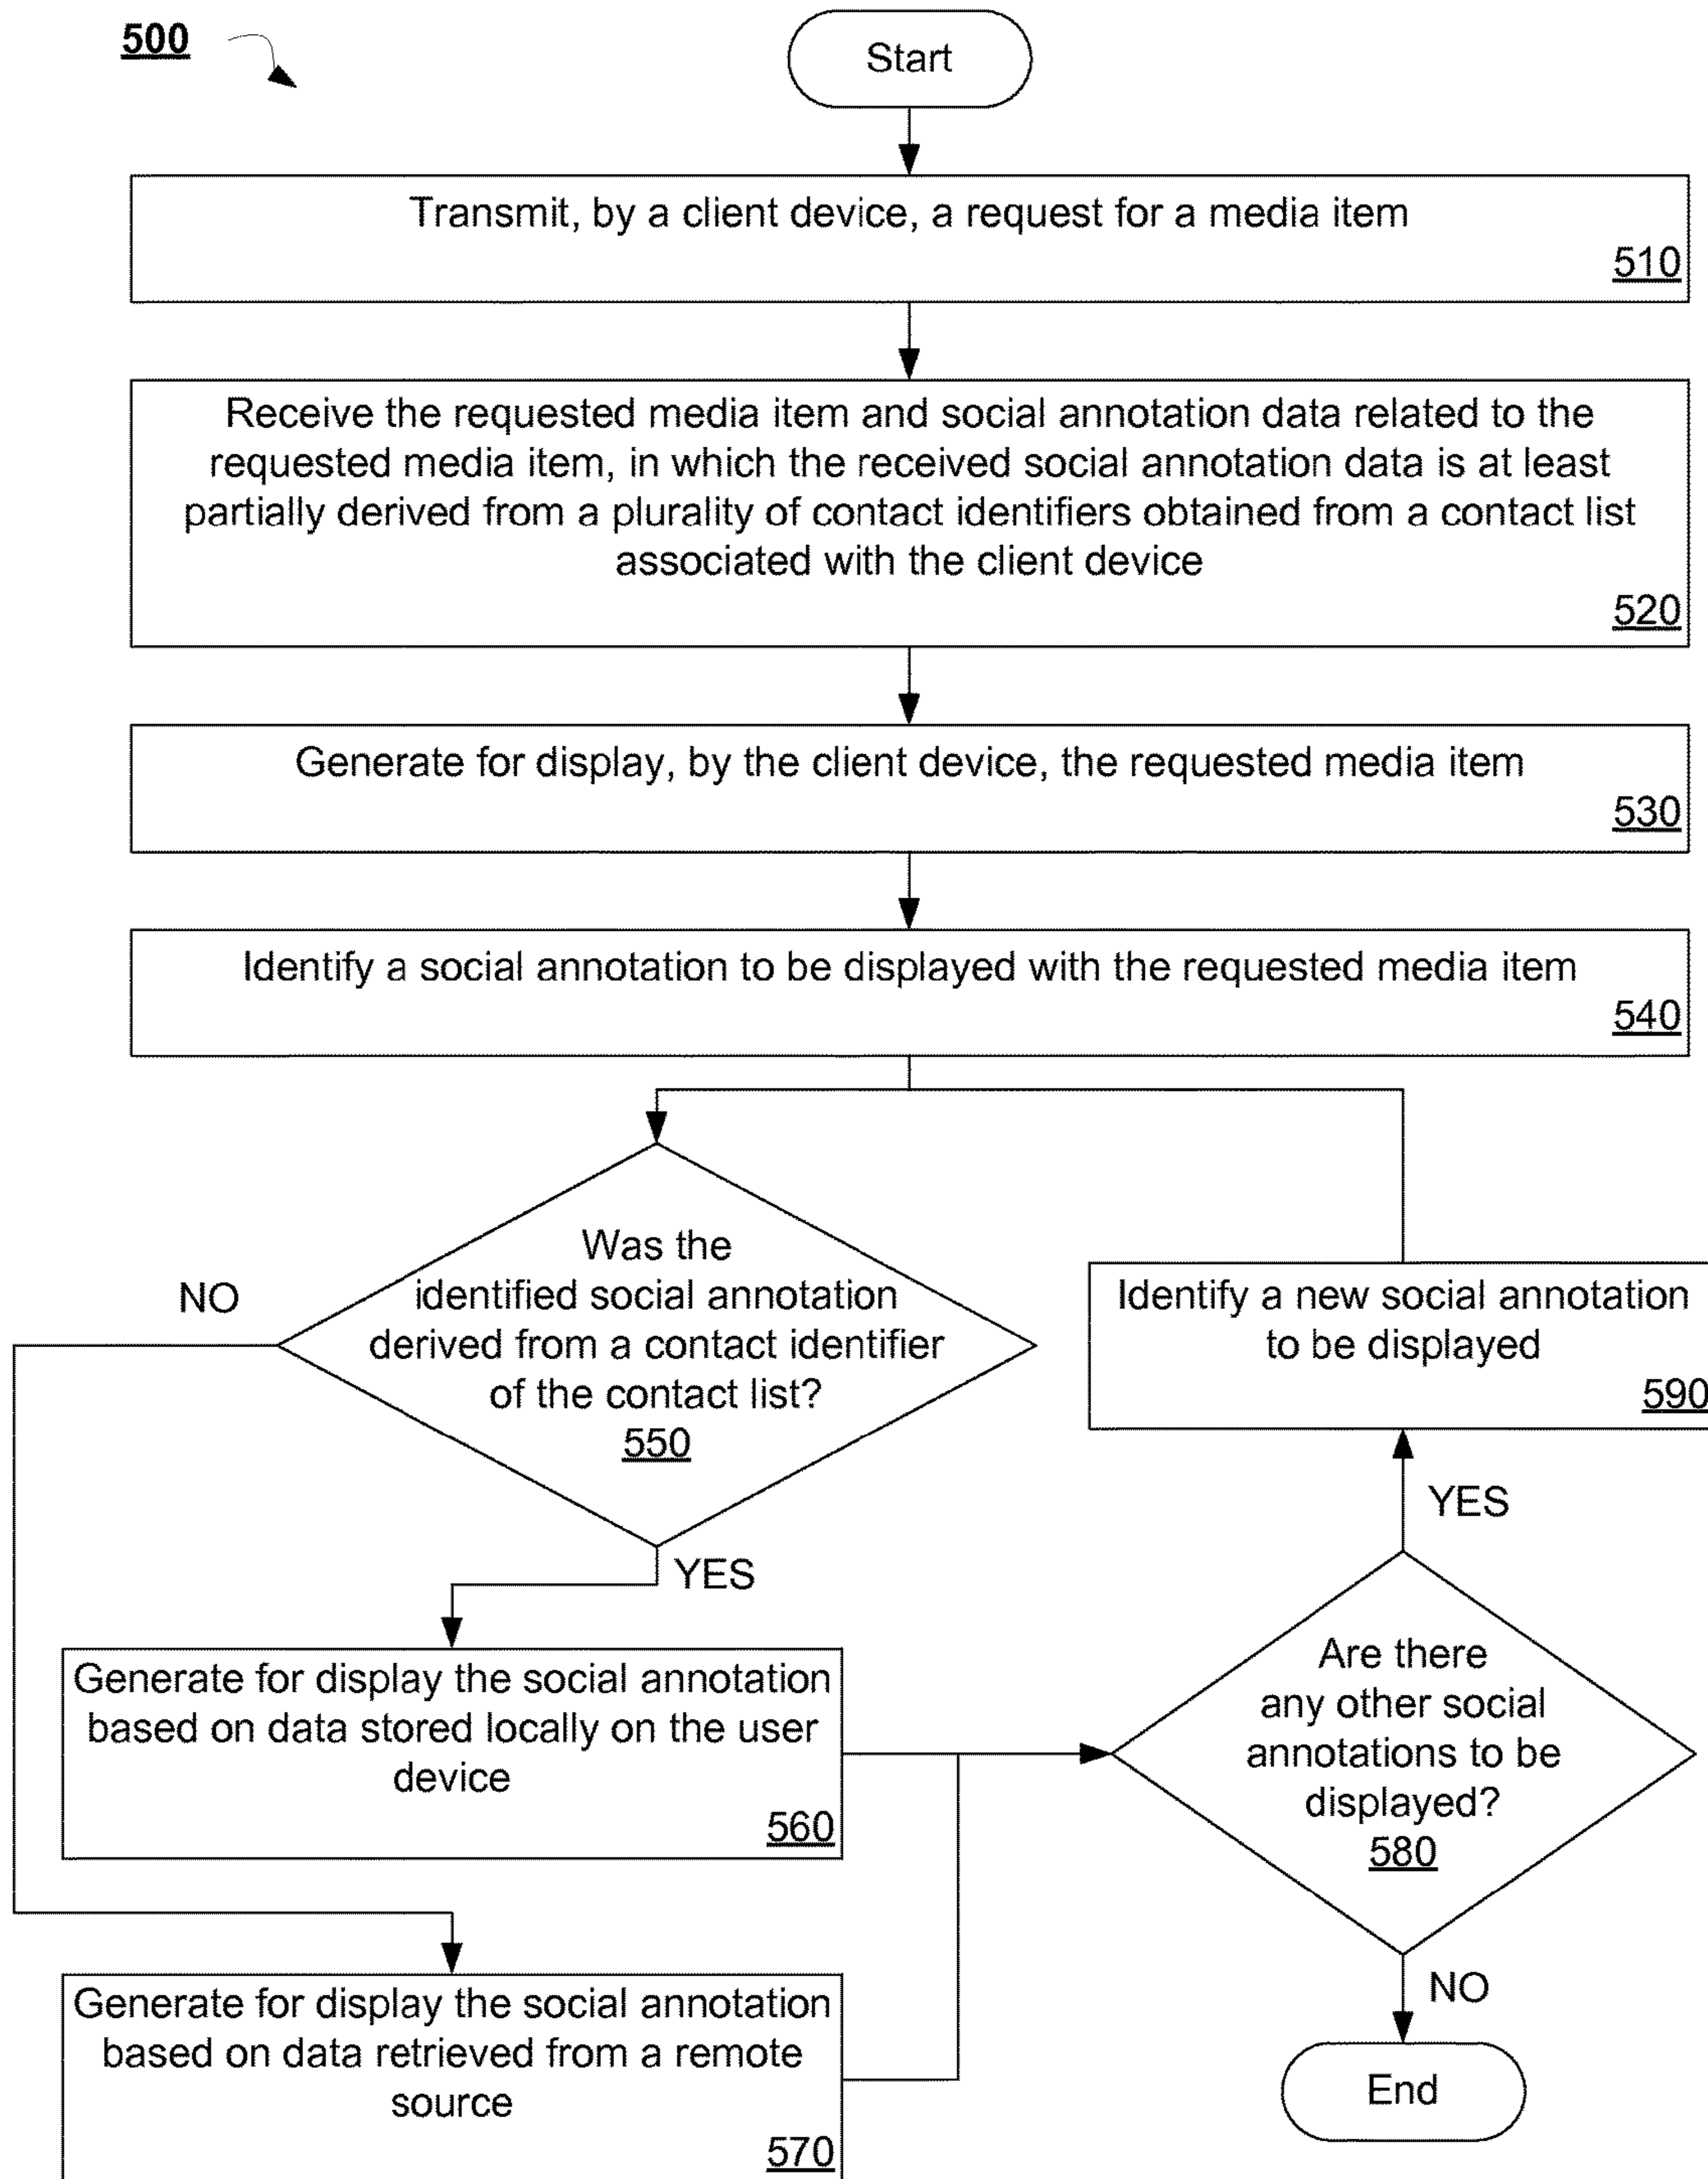 500
Start
Transmit, by a client device, a request for a media item
510
Receive the requested media item and social annotation data related to the
requested media item, in which the received social annotation data is at least
partially derived from a plurality of contact identifiers obtained from a contact list
associated with the client device
520
Generate for display, by the client device, the requested media item
530
Identify a social annotation to be displayed with the requested media item
540
Was the
identified social annotation
derived from a contact identifier
of the contact list?
550
NO
YES
Identify a new social annotation
to be displayed
590
YES
Generate for display the social annotation
based on data stored locally on the user
device
560
Are there
any other social
annotations to be
displayed?
580
NO
Generate for display the social annotation
based on data retrieved from a remote
source
570
End